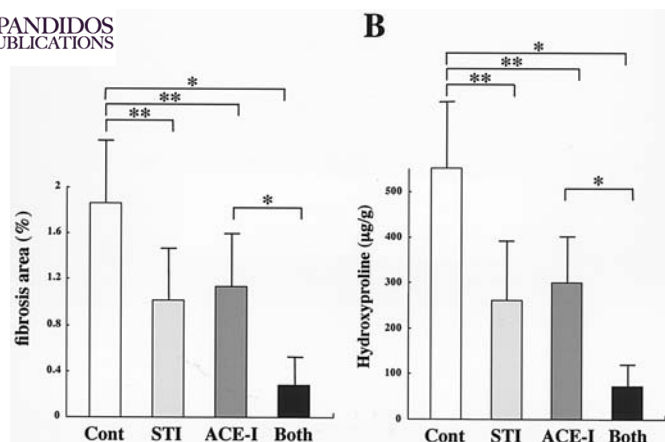 PANDIDOS
UBLICATIONS
B
*
**
**
*
2
1.6
1.2
0.8
0.4
0
fibrosis area (%)
Cont STI ACE-I Both
*
**
**
*
500
400
300
200
100
0
Hydroxyproline (µg/g)
Cont STI ACE-I Both